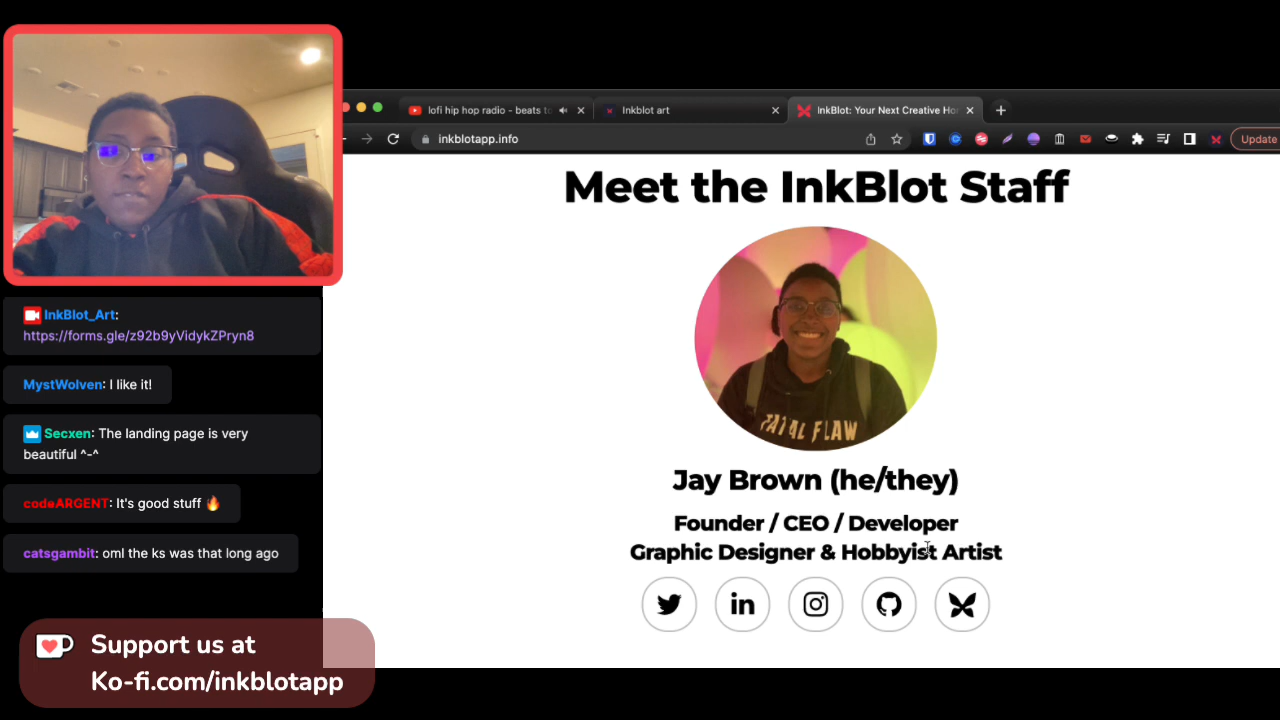 lofi hip hop radio - beats to
Inkblot art
InkBlot: Your Next Creative Ho
inkblotapp.info
Update
Meet the InkBlot Staff
FATAL FLAW
Jay Brown (he/they)
Founder / CEO / Developer
Graphic Designer & Hobbyist Artist
InkBlot_Art:
https://forms.gle/z92b9yVidykZPryn8
MystWolven: I like it!
Secxen: The landing page is very
beautiful ^-^
codeARGENT: It's good stuff 🔥
catsgambit: oml the ks was that long ago
Support us at
Ko-fi.com/inkblotapp